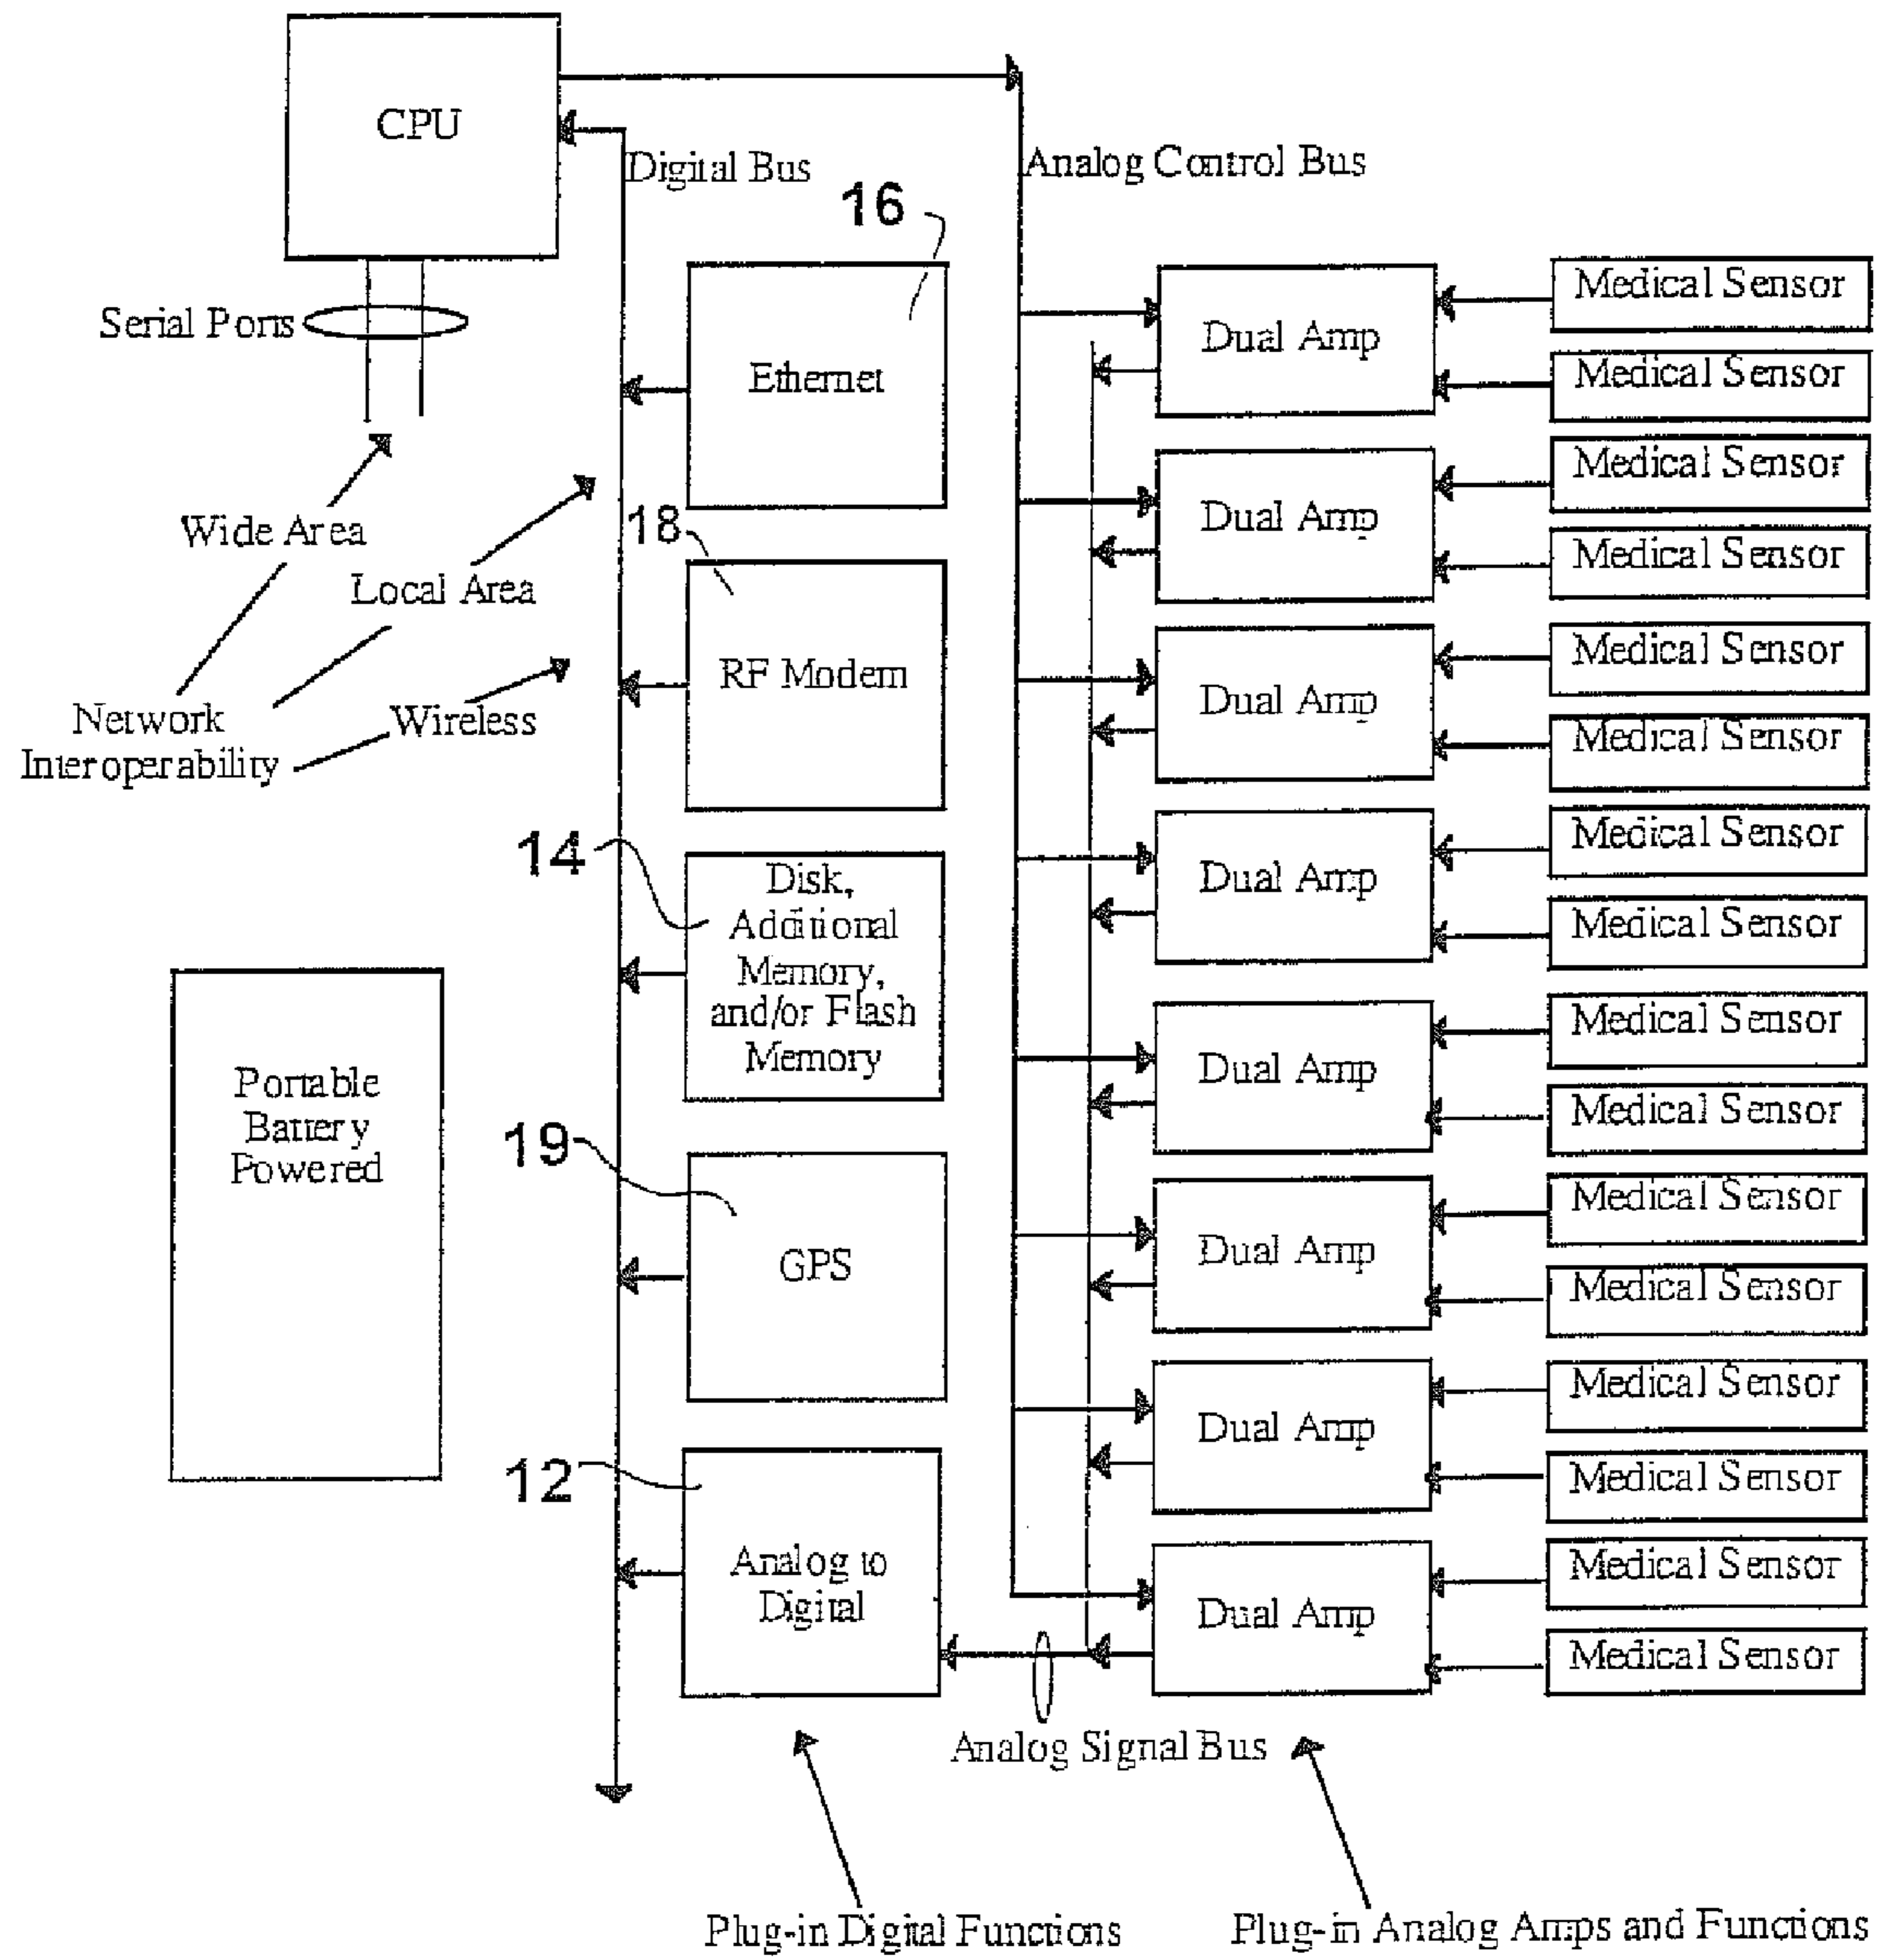 CPU
Digital Bus
Analog Control Bus
16
Serial Ports
Ethernet
Dual Amp
Medical Sensor
Medical Sensor
Wide Area
Local Area
Wireless
Network
Interoperability
18
RF Modem
Dual Amp
Medical Sensor
Medical Sensor
Dual Amp
Medical Sensor
Medical Sensor
14
Disk,
Additional
Memory,
and/or Flash
Memory
Dual Amp
Medical Sensor
Medical Sensor
Portable
Battery
Powered
Dual Amp
Medical Sensor
Medical Sensor
19
GPS
Dual Amp
Medical Sensor
Medical Sensor
12
Analog to
Digital
Dual Amp
Medical Sensor
Medical Sensor
Dual Amp
Medical Sensor
Medical Sensor
Analog Signal Bus
Plug-in Digital Functions
Plug-in Analog Amps and Functions